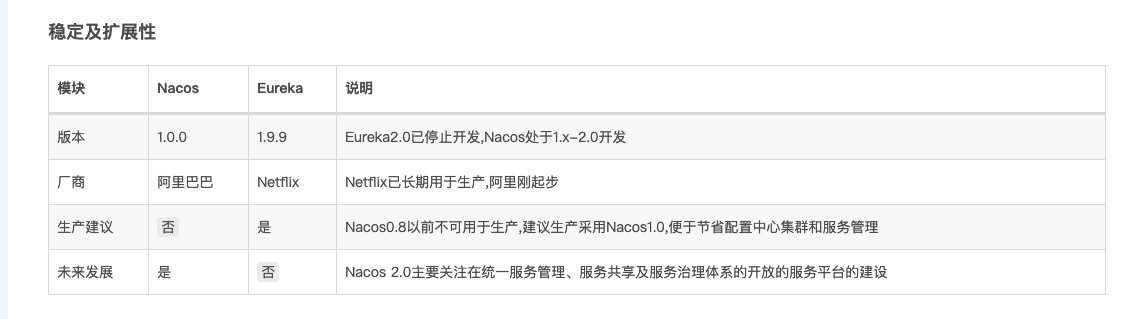 稳定及扩展性
模块 Nacos Eureka 说明
版本 1.0.0 1.9.9 Eureka2.0已停止开发,Nacos处于1.x-2.0开发
厂商 阿里巴巴 Netflix Netflix已长期用于生产,阿里刚起步
生产建议 否 是 Nacos0.8以前不可用于生产,建议生产采用Nacos1.0,便于节省配置中心集群和服务管理
未来发展 是 否 Nacos 2.0主要关注在统一服务管理、服务共享及服务治理体系的开放的服务平台的建设